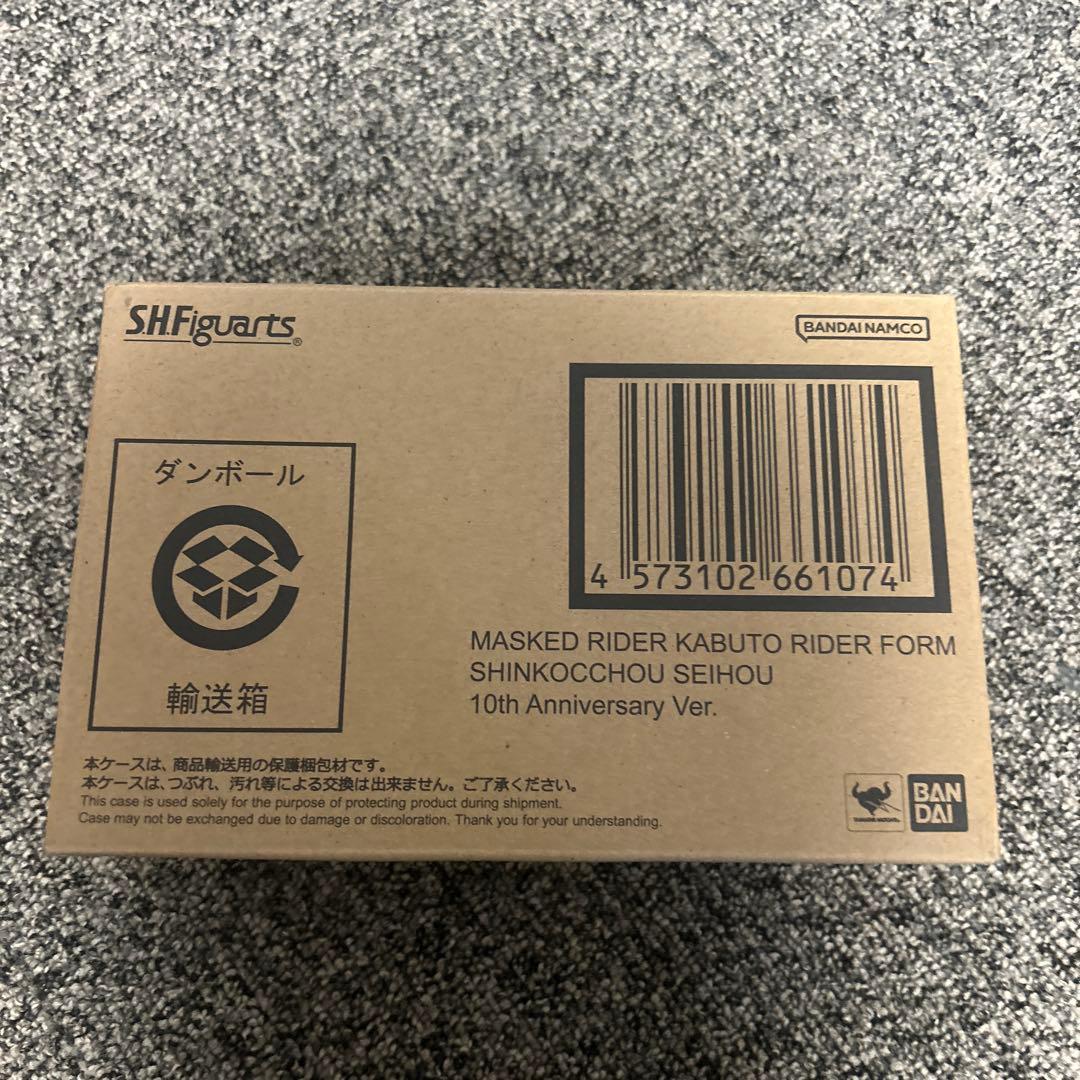 S.H.Figuarts®
BANDAI NAMCO
ダンボール
輸送箱
4 573102 661074
MASKED RIDER KABUTO RIDER FORM
SHINKOCCHOU SEIHOU
10th Anniversary Ver.
本ケースは、商品輸送用の保護梱包材です。
本ケースは、つぶれ、汚れ等による交換は出来ません。ご了承ください。
This case is used solely for the purpose of protecting product during shipment.
Case may not be exchanged due to damage or discoloration. Thank you for your understanding.
BAN
DAI